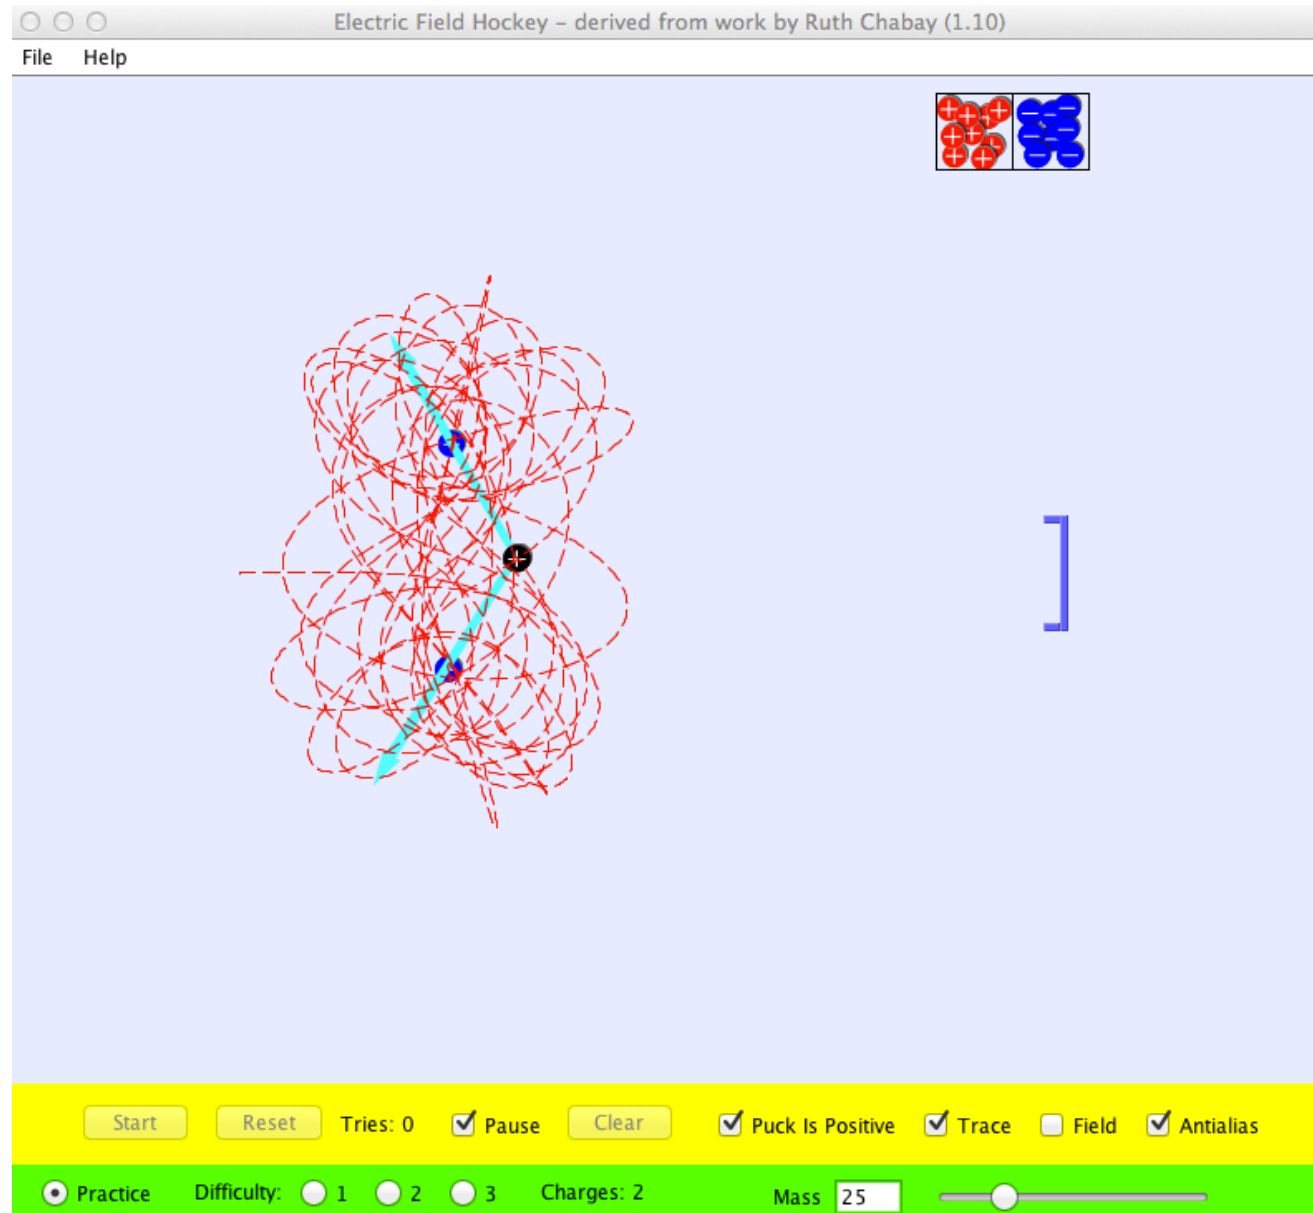 Electric Field Hockey – derived from work by Ruth Chabay (1.10)
File Help
Start Reset Tries: 0 Pause Clear Puck Is Positive Trace Field Antialias
Practice Difficulty: 1 2 3 Charges: 2 Mass 25